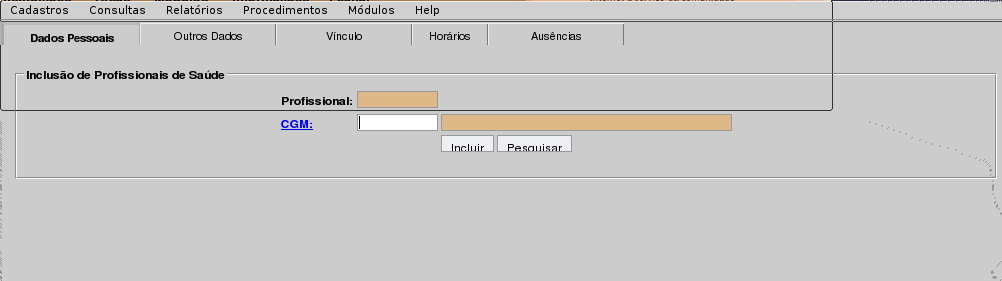 Cadastros Consultas Relatórios Procedimentos Módulos Help
Dados Pessoais Outros Dados Vínculo Horários Ausências
Inclusão de Profissionais de Saúde
Profissional:
CGM:
Incluir Pesquisar